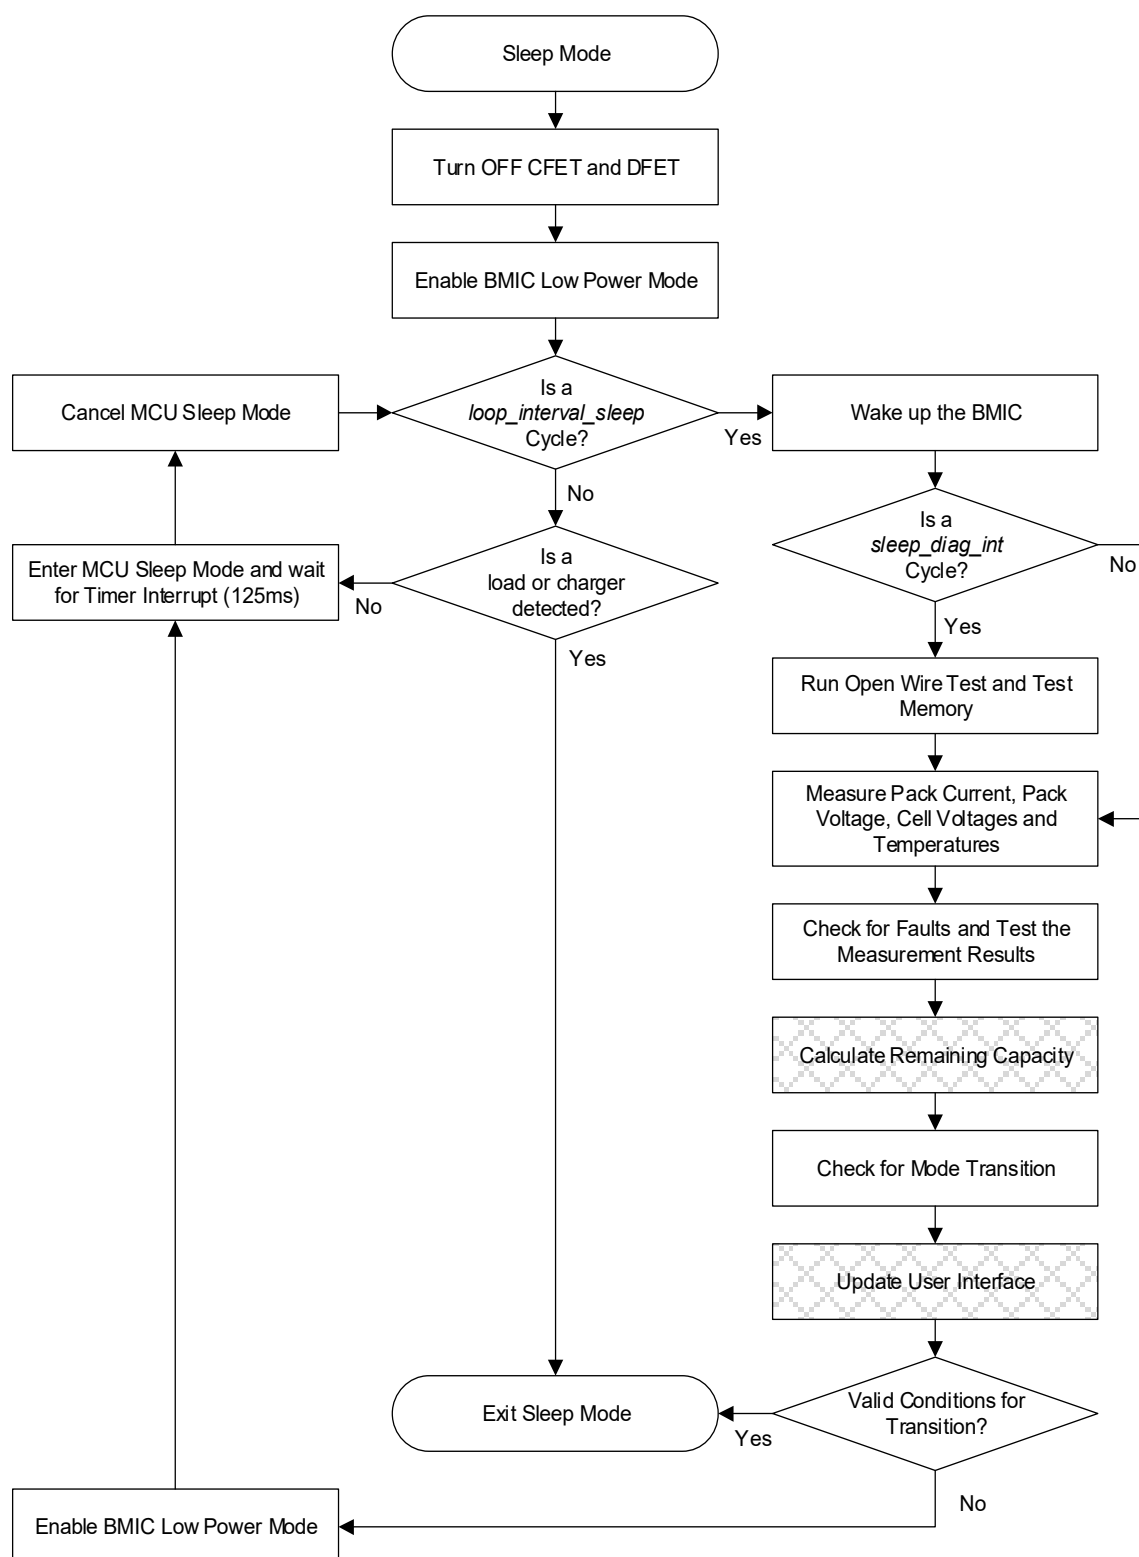 Sleep Mode
Turn OFF CFET and DFET
Enable BMIC Low Power Mode
Is a
loop_interval_sleep
Cycle?
Yes
No
Cancel MCU Sleep Mode
Wake up the BMIC
Is a
load or charger
detected?
No
Yes
Enter MCU Sleep Mode and wait
for Timer Interrupt (125ms)
Is a
sleep_diag_int
Cycle?
No
Yes
Run Open Wire Test and Test
Memory
Measure Pack Current, Pack
Voltage, Cell Voltages and
Temperatures
Check for Faults and Test the
Measurement Results
Calculate Remaining Capacity
Check for Mode Transition
Update User Interface
Valid Conditions for
Transition?
Yes
No
Exit Sleep Mode
Enable BMIC Low Power Mode